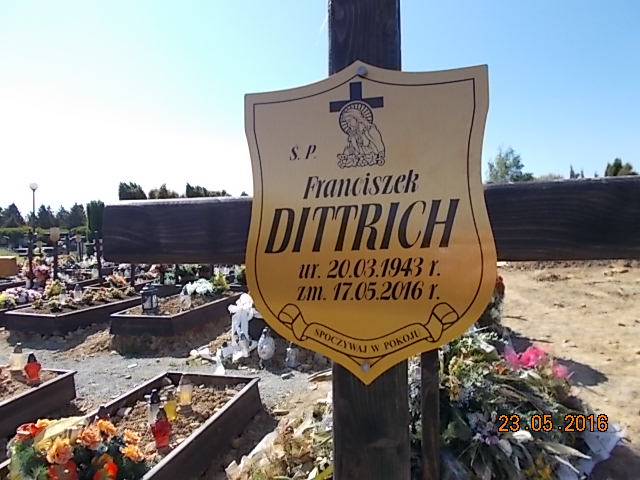 S. P.
Franciszek
DITTRICH
ur. 20.03.1943 r.
zm. 17.05.2016 r.
SPOCZYWAJ W POKOJU
23.05.2016